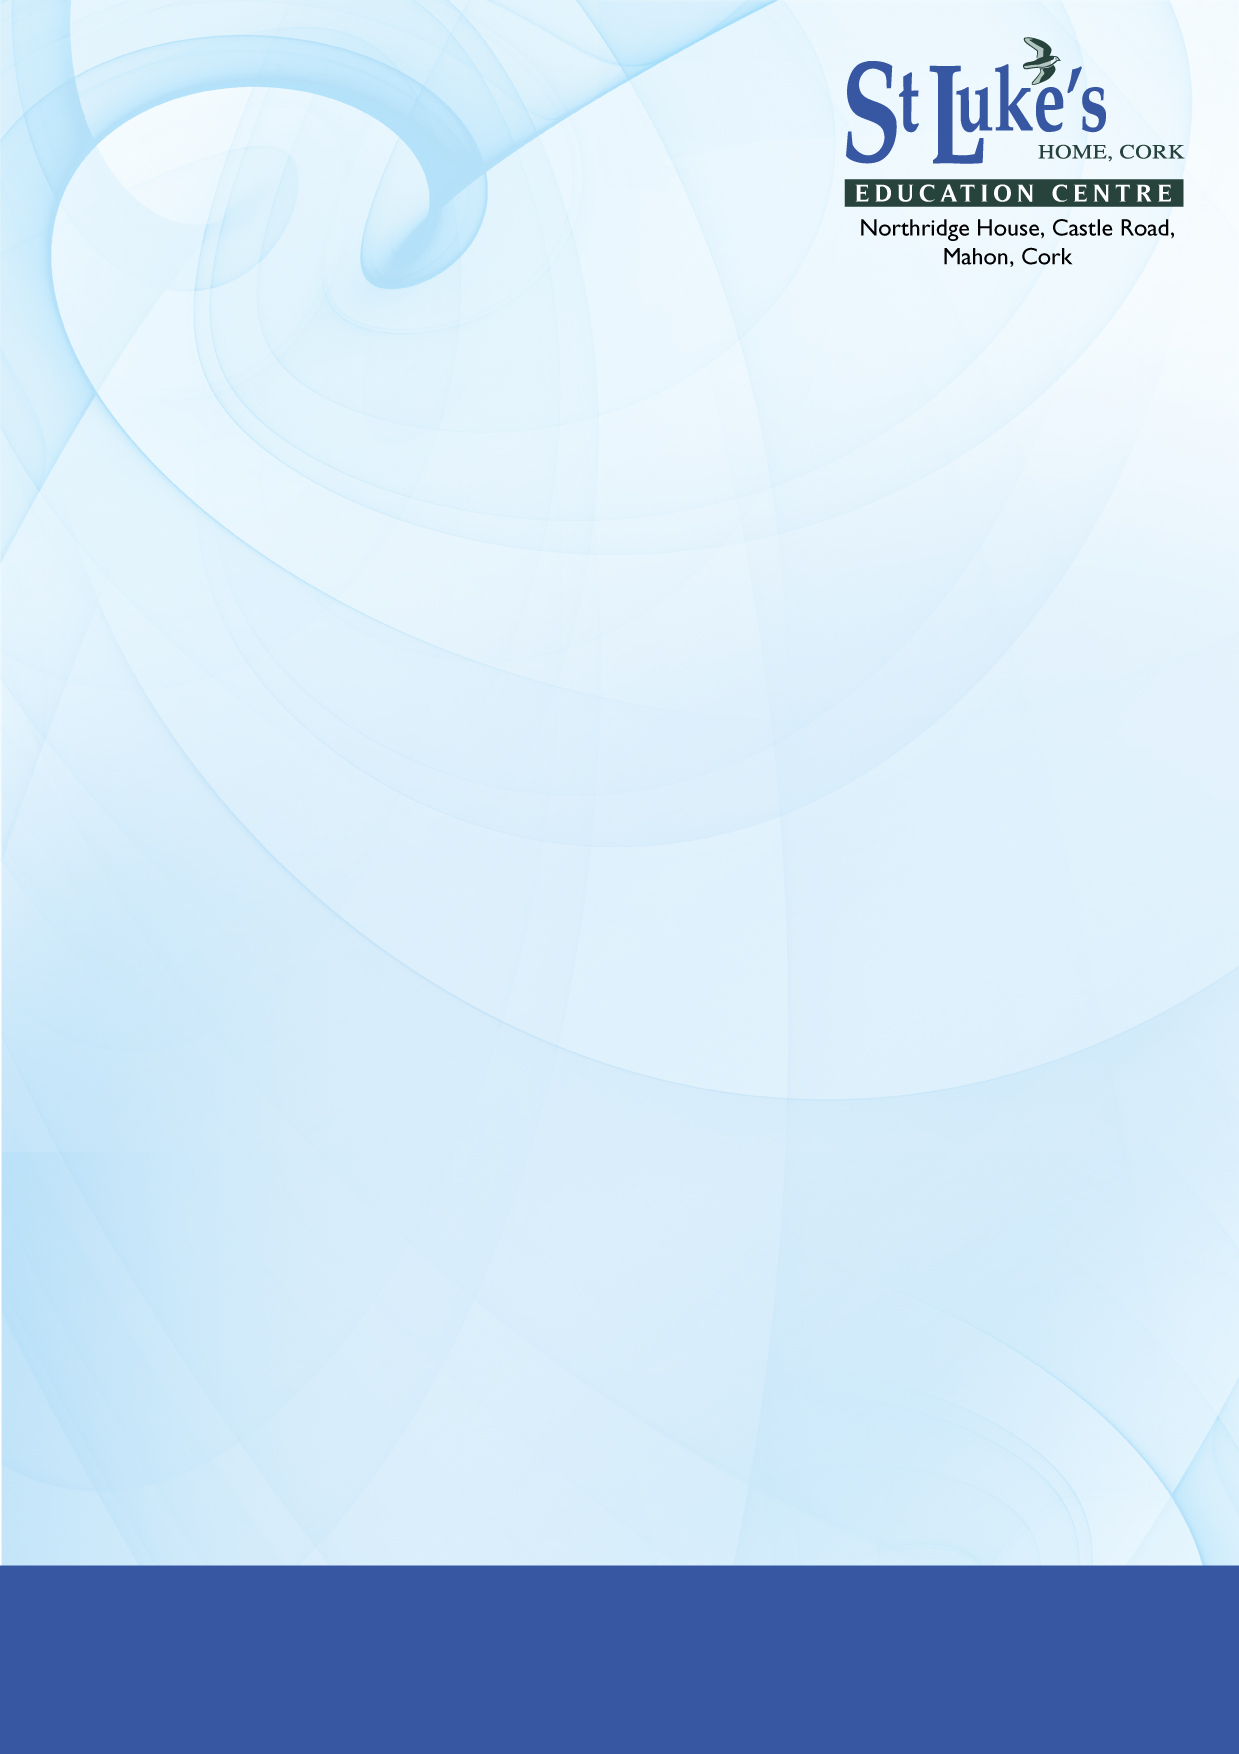 St Luke's
HOME, CORK
EDUCATION CENTRE
Northridge House, Castle Road,
Mahon, Cork